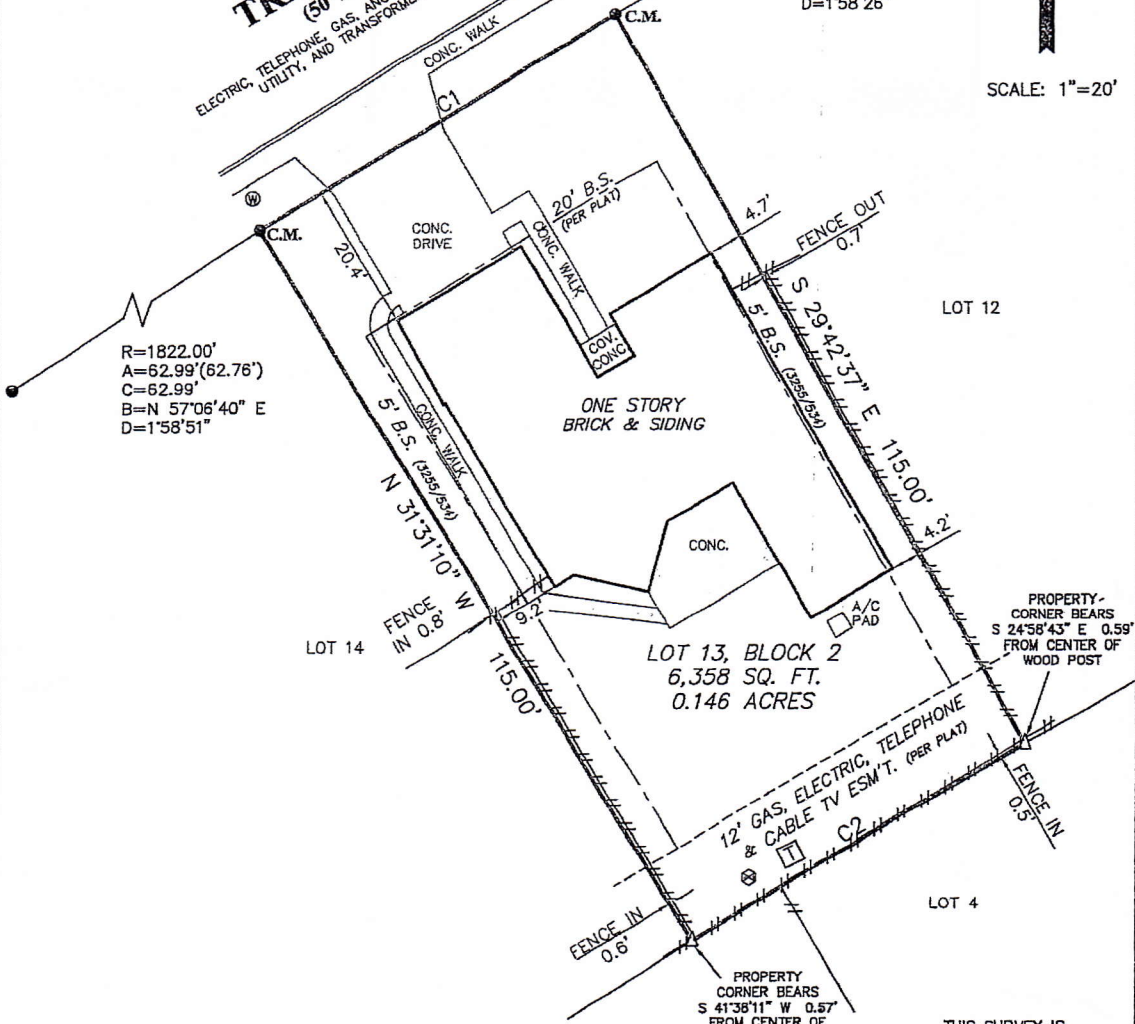 (50'
D=1°58'26
ELECTRIC, TELEPHONE, GAS,
UTILITY, AND
CONC. WALK
C.M.
SCALE: 1"=20'
C1
W
C.M.
20.4'
CONC.
DRIVE
20' B.S.
(PER PLAT)
CONC. WALK
4.7'
FENCE OUT
0.7'
LOT 12
R=1822.00'
A=62.99'(62.76')
C=62.99'
B=N 57°06'40" E
D=1°58'51"
COV.
CONC
S 29°42'37" E 115.00'
5' B.S. (3255/534)
ONE STORY
BRICK & SIDING
CONC. WALK
5' B.S. (3255/534)
N 31°31'10" W
115.00'
CONC.
4.2'
FENCE
IN 0.8'
9.2'
A/C
PAD
PROPERTY
CORNER BEARS
S 24°58'43" E 0.59'
FROM CENTER OF
WOOD POST
LOT 14
LOT 13, BLOCK 2
6,358 SQ. FT.
0.146 ACRES
12' GAS, ELECTRIC, TELEPHONE
& CABLE TV ESM'T. (PER PLAT)
C2
T
FENCE IN
0.5'
LOT 4
FENCE IN
0.6'
PROPERTY
CORNER BEARS
S 41°38'11" W 0.57'
FROM CENTER OF
THIS SURVEY IS